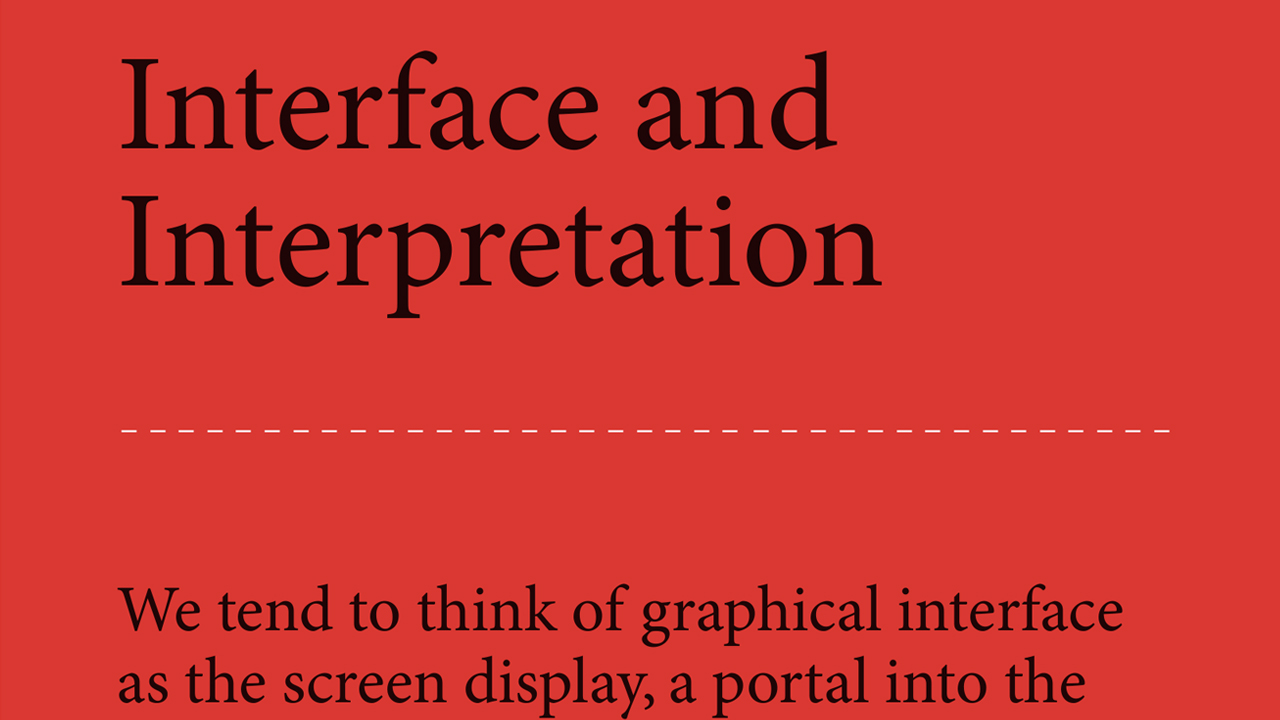 Interface and
Interpretation
We tend to think of graphical interface
as the screen display, a portal into the